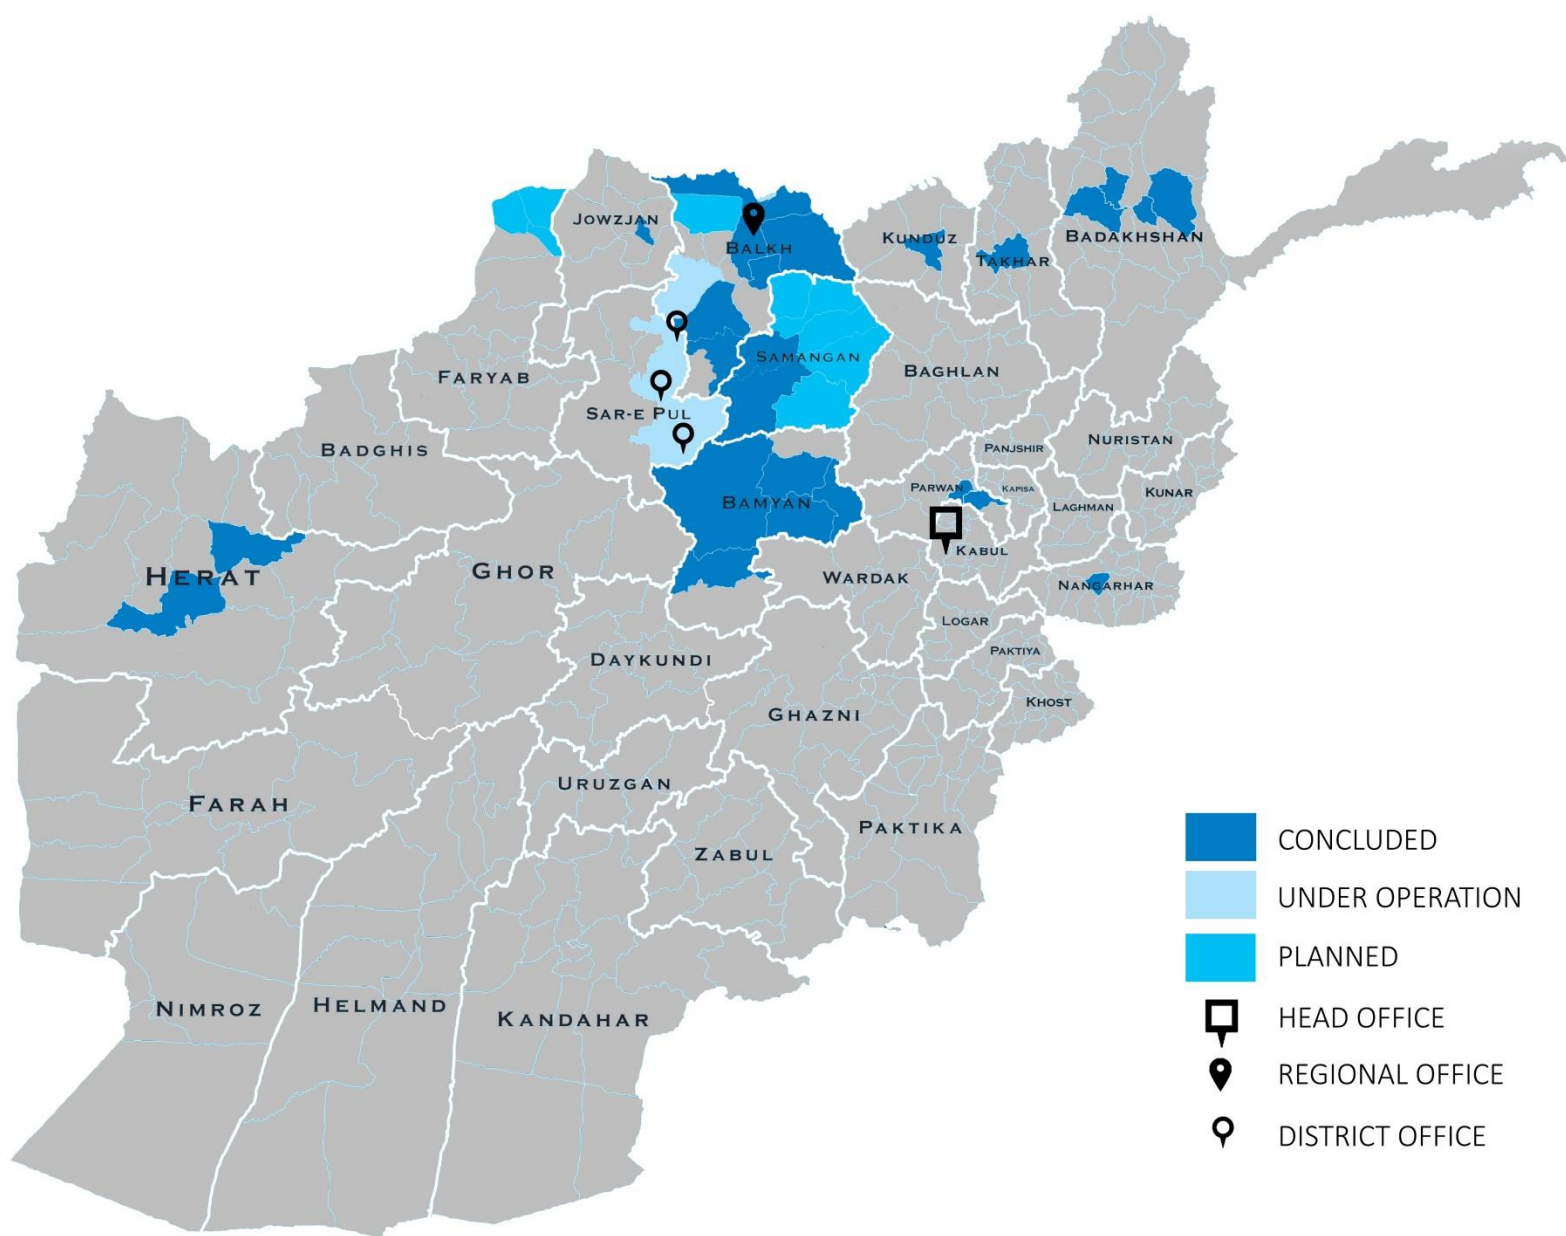 JOWZJAN
BALKH
KUNDUZ
TAKHAR
BADAKHSHAN
FARYAB
SAR-E PUL
SAMANGAN
BAGHLAN
BADGHIS
PANJSHIR
NURISTAN
PARWAN
KAPISA
KUNAR
LAGHMAN
BAMYAN
HERAT
GHOR
WARDAK
KABUL
NANGARHAR
LOGAR
PAKTIYA
DAYKUNDI
GHAZNI
KHOST
URUZGAN
FARAH
ZABUL
PAKTIKA
NIMROZ
HELMAND
KANDAHAR
CONCLUDED
UNDER OPERATION
PLANNED
HEAD OFFICE
REGIONAL OFFICE
DISTRICT OFFICE